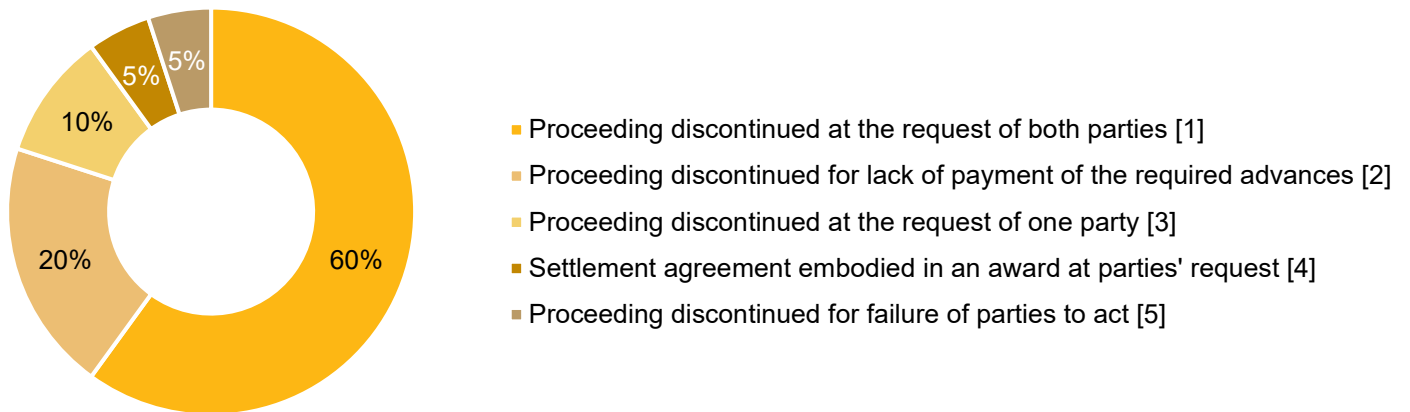 5%
5%
10%
20%
60%
Proceeding discontinued at the request of both parties [1]
Proceeding discontinued for lack of payment of the required advances [2]
Proceeding discontinued at the request of one party [3]
Settlement agreement embodied in an award at parties' request [4]
Proceeding discontinued for failure of parties to act [5]